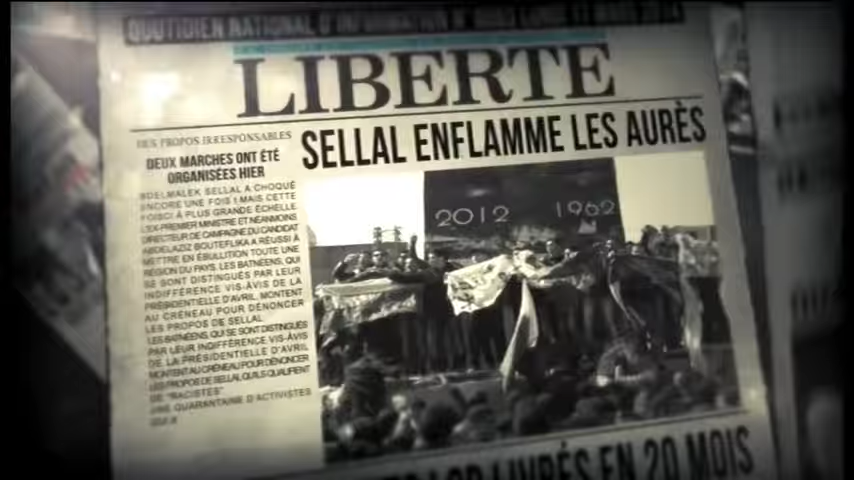 QUOTIDIEN NATIONAL D'INFORMATION
LIBERTE
DES PROPOS IRRESPONSABLES
SELLAL ENFLAMME LES AURÈS
DEUX MARCHES ONT ÉTÉ
ORGANISÉES HIER
BDELMALEK SELLAL A CHOQUÉ
ENCORE UNE FOIS ! MAIS CETTE
FOISCI À PLUS GRANDE ÉCHELLE
L'EX-PREMIER MINISTRE ET NÉANMOINS
DIRECTEUR DE CAMPAGNE DU CANDIDAT
ABDELAZIZ BOUTEFLIKA A RÉUSSI À
METTRE EN ÉBULLITION TOUTE UNE
RÉGION DU PAYS. LES BATNÉENS, QUI
SE SONT DISTINGUÉS PAR LEUR
INDIFFÉRENCE VIS-ÀVIS DE LA
PRÉSIDENTIELLE D'AVRIL, MONTENT
AU CRÉNEAU POUR DÉNONCER
LES PROPOS DE SELLAL.
LES BATNÉENS, QUI SE SONT DISTINGUÉS
PAR LEUR INDIFFÉRENCE VIS-ÀVIS
DE LA PRÉSIDENTIELLE D'AVRIL
MONTENT AU CRÉNEAU POUR DÉNONCER
LES PROPOS DE SELLAL, QU'ILS QUALIFIENT
DE "RACISTES"
UNE QUARANTAINE D'ACTIVISTES
2012 1962
LIVRÉS EN 20 MOIS